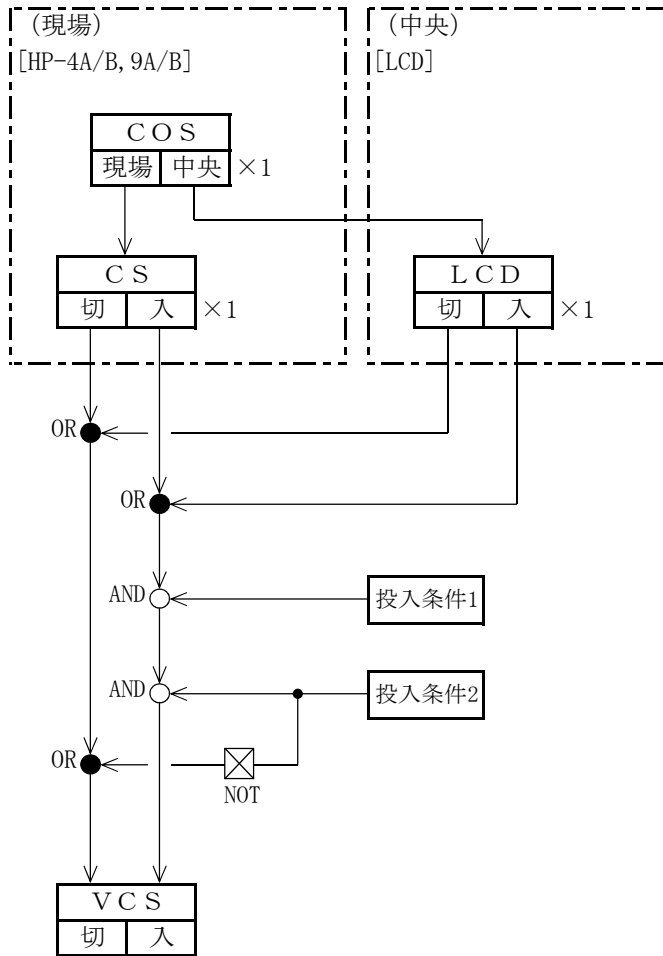 （現場）
（中央）
[HP-4A/B,9A/B]
[LCD]
ＣＯＳ
現場 中央 ×1
ＣＳ
切 入 ×1
ＬＣＤ
切 入 ×1
OR
OR
AND
投入条件1
AND
投入条件2
OR
NOT
ＶＣＳ
切 入